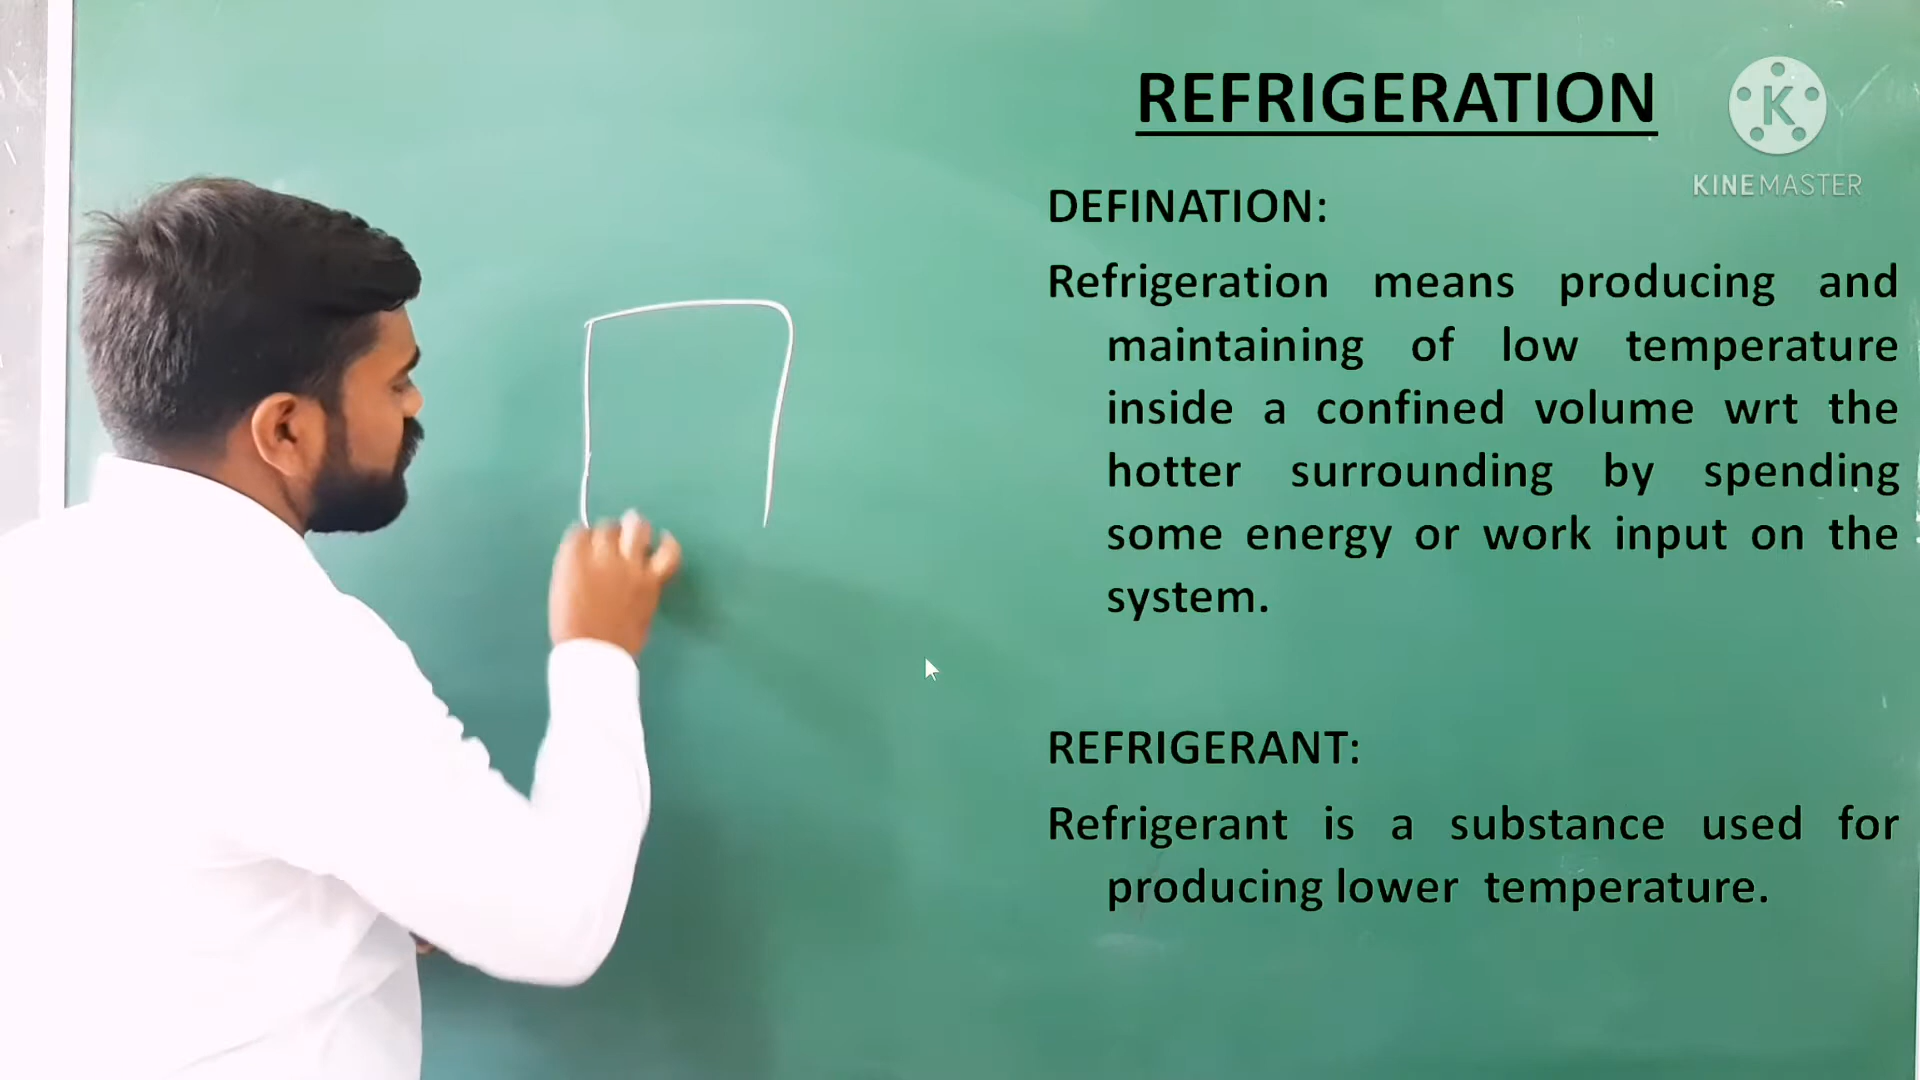 REFRIGERATION
K
KINEMASTER
DEFINATION:
Refrigeration means producing and
maintaining of low temperature
inside a confined volume wrt the
hotter surrounding by spending
some energy or work input on the
system.
REFRIGERANT:
Refrigerant is a substance used for
producing lower temperature.